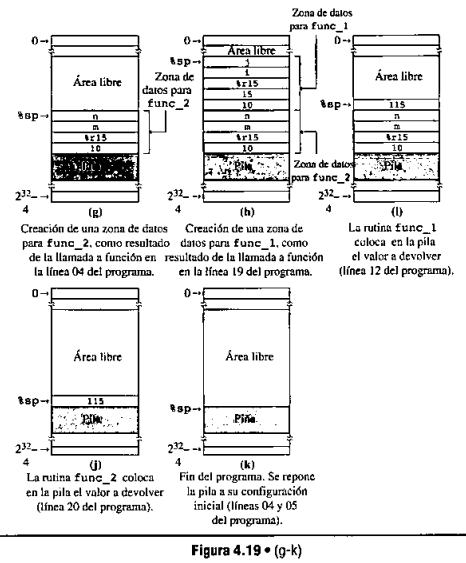 Zona de datos
para func_1
0
Área libre
%sp
n
m
%r15
10
Zona de
datos para
func_2
2^32 –
4
(g)
Creación de una zona de datos
para func_2, como resultado
de la llamada a función en
la línea 04 del programa.
0
Área libre
j
i
%r15
15
10
n
m
%r15
10
Pila
Zona de datos
para func_2
2^32 –
4
(h)
Creación de una zona de
datos para func_1, como
resultado de la llamada a función
en la línea 19 del programa.
0
Área libre
%sp
115
n
m
%r15
10
Pila
2^32 –
4
(i)
La rutina func_1
coloca en la pila
el valor a devolver
(línea 12 del programa).
0
Área libre
%sp
115
Pila
2^32 –
4
(j)
La rutina func_2 coloca
en la pila el valor a devolver
(línea 20 del programa).
0
Área libre
%sp
Pila
2^32 –
4
(k)
Fin del programa. Se repone
la pila a su configuración
inicial (líneas 04 y 05
del programa).
Figura 4.19 • (g-k)